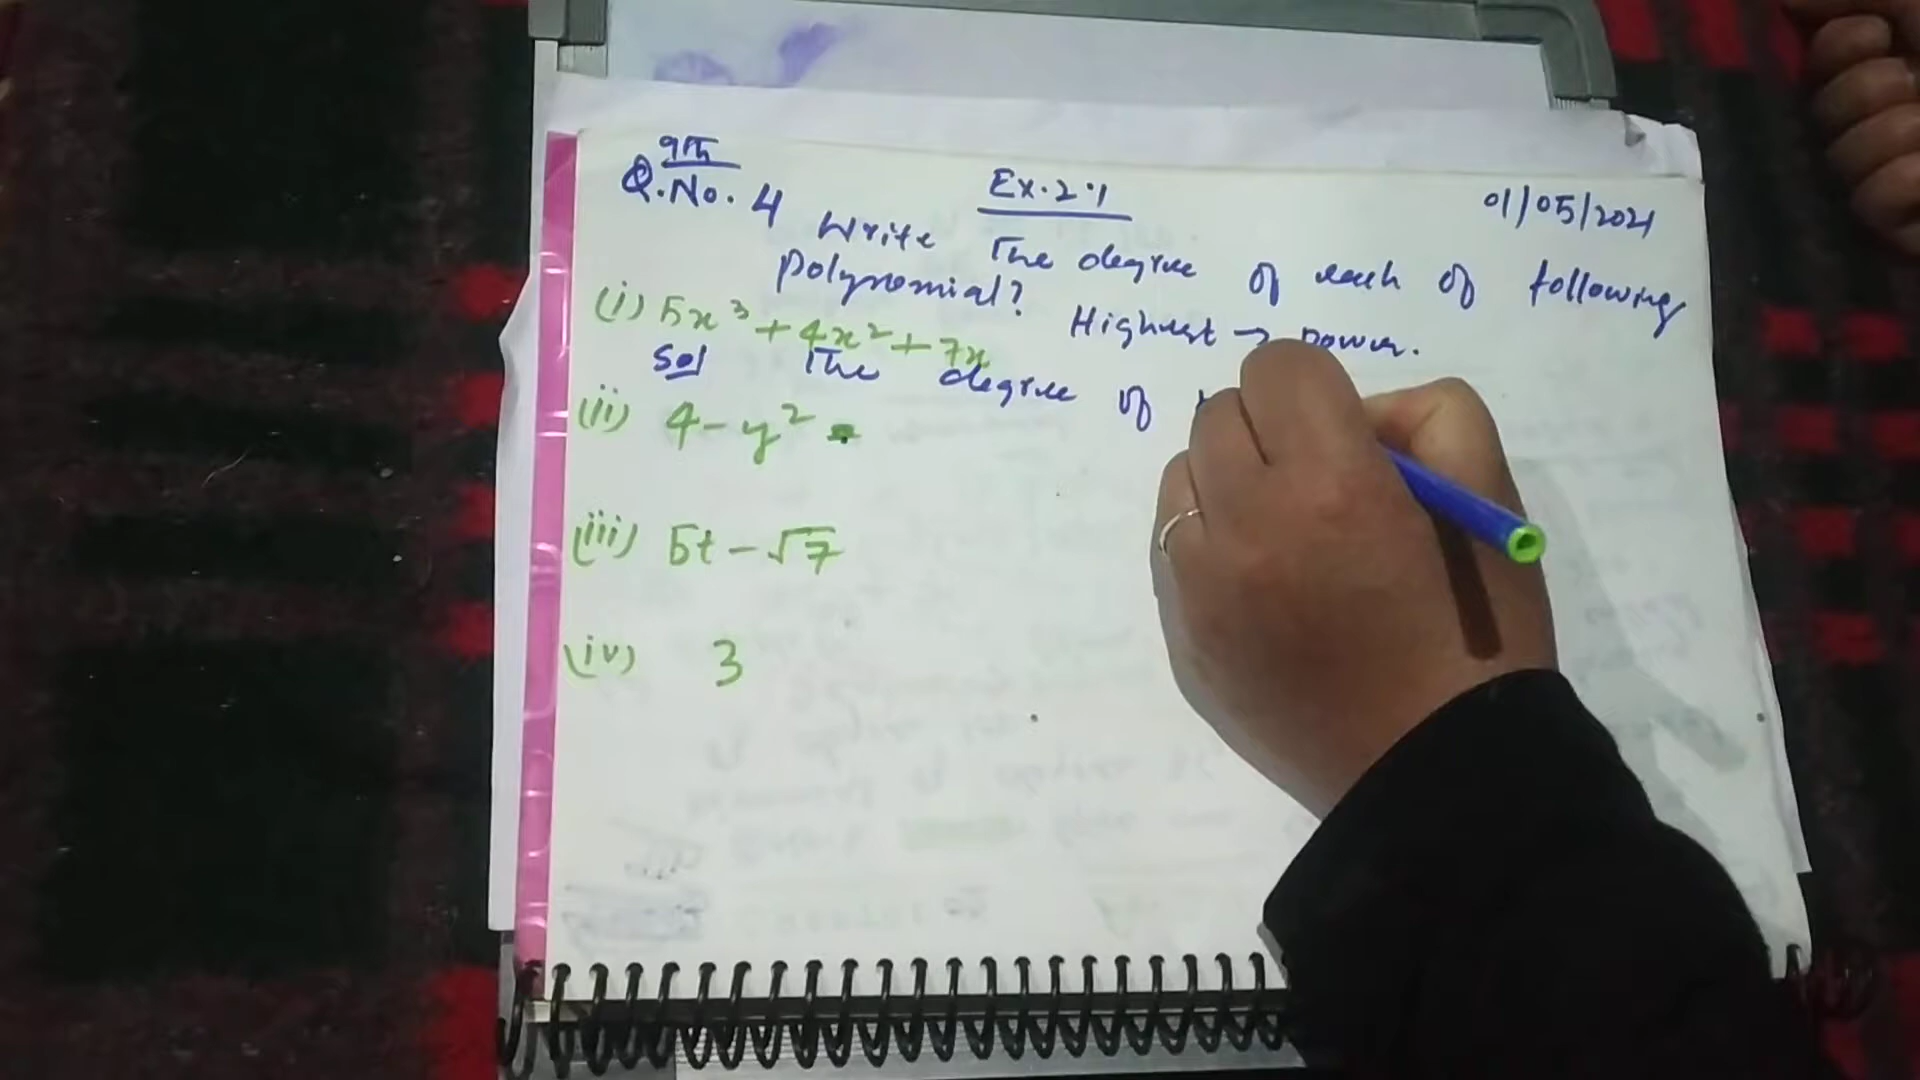 9th
Ex. 2.1
01/05/2021
Q. No. 4 Write The degree of each of following
polynomial? Highest → power.
(i) 5x³ + 4x² + 7x
Sol The degree of
(ii) 4 - y²
(iii) 5t - √7
(iv) 3